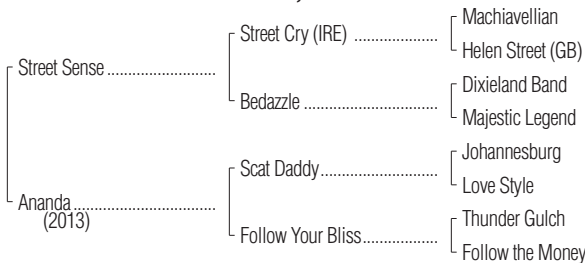 Machiavellian
Street Cry (IRE) ..................
Helen Street (GB)
Street Sense ........................
Dixieland Band
Bedazzle .............................
Majestic Legend
Johannesburg
Scat Daddy..........................
Love Style
Ananda ...............................
(2013)
Thunder Gulch
Follow Your Bliss.................
Follow the Money